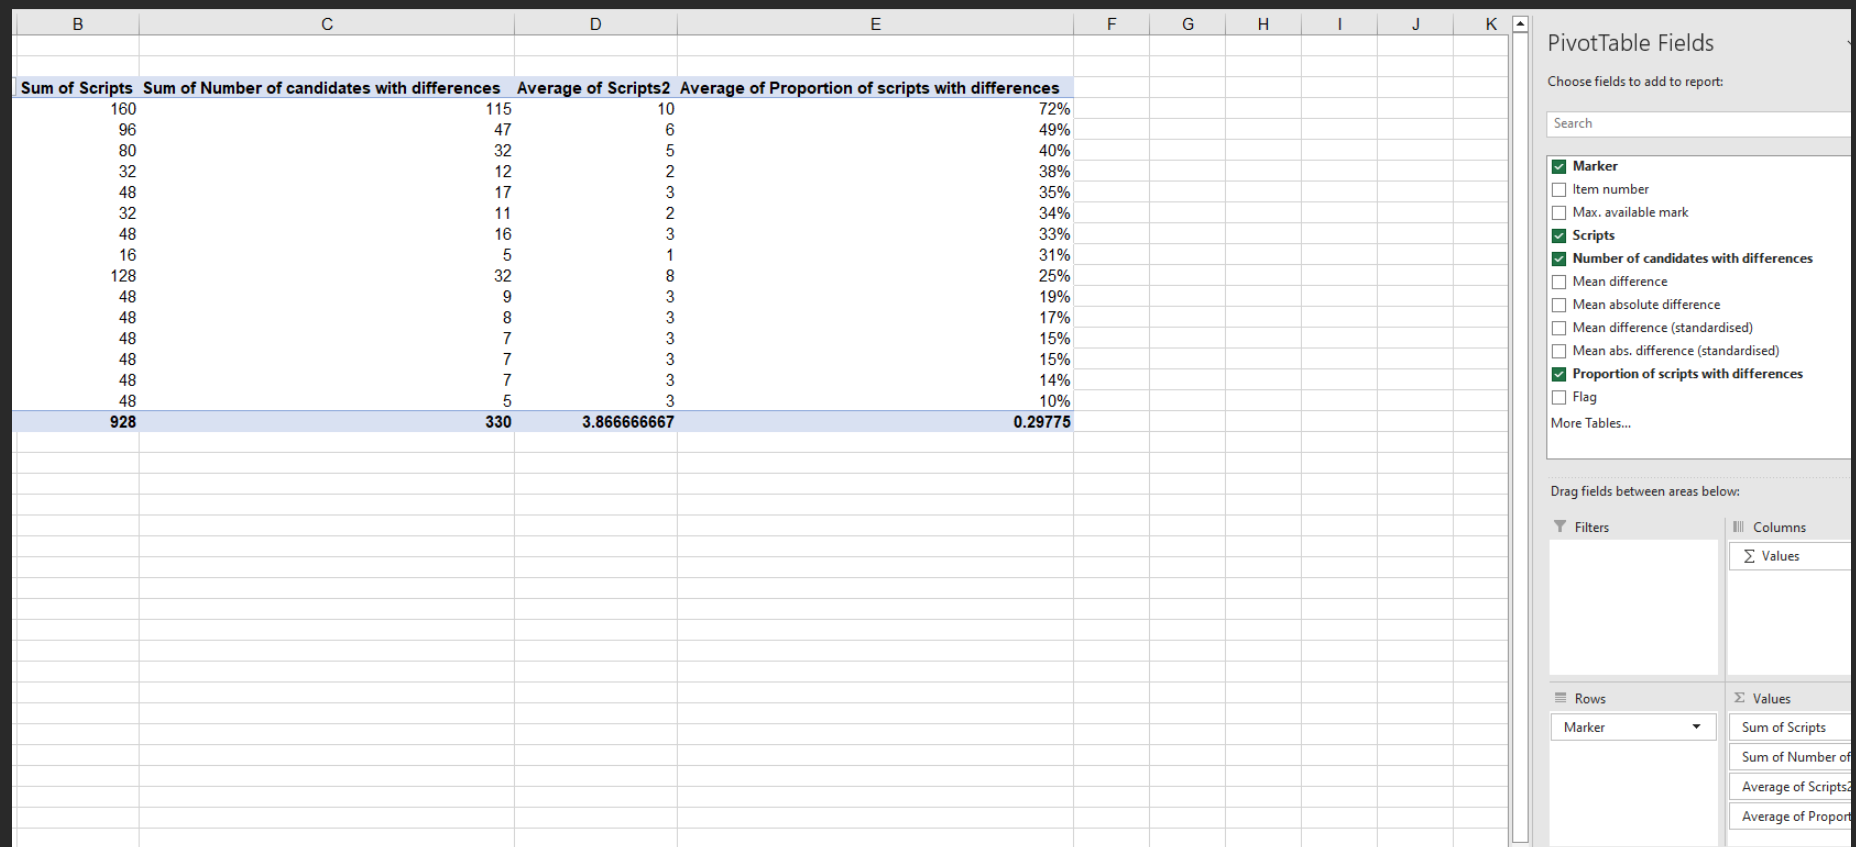 B C D E F G H I J K
Sum of Scripts Sum of Number of candidates with differences Average of Scripts2 Average of Proportion of scripts with differences
160 115 10 72%
96 47 6 49%
80 32 5 40%
32 12 2 38%
48 17 3 35%
32 11 2 34%
48 16 3 33%
16 5 1 31%
128 32 8 25%
48 9 3 19%
48 8 3 17%
48 7 3 15%
48 7 3 15%
48 7 3 14%
48 5 3 10%
928 330 3.866666667 0.29775
PivotTable Fields
Choose fields to add to report:
Search
Marker
Item number
Max. available mark
Scripts
Number of candidates with differences
Mean difference
Mean absolute difference
Mean difference (standardised)
Mean abs. difference (standardised)
Proportion of scripts with differences
Flag
More Tables...
Drag fields between areas below:
Filters
Columns
Σ Values
Rows
Σ Values
Marker
Sum of Scripts
Sum of Number of
Average of Scripts2
Average of Proport